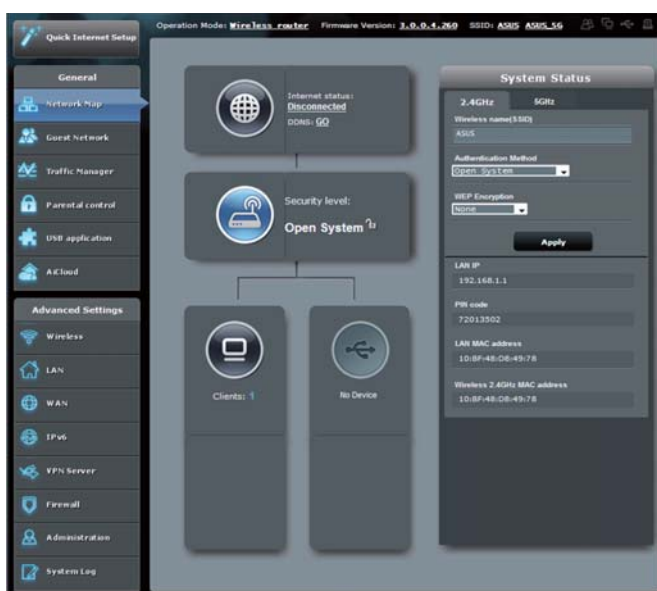 Quick Internet Setup
Operation Mode: Wireless router Firmware Version: 3.0.0.4.260 SSID: ASUS ASUS_5G
General
Network Map
Guest Network
Traffic Manager
Parental control
USB application
AiCloud
Advanced Settings
Wireless
LAN
WAN
IPv6
VPN Server
Firewall
Administration
System Log
Internet status:
Disconnected
DDNS: GO
Security level:
Open System
Clients: 1
No Device
System Status
2.4GHz 5GHz
Wireless name(SSID)
ASUS
Authentication Method
Open System
WEP Encryption
None
Apply
LAN IP
192.168.1.1
PIN code
72013502
LAN MAC address
10:BF:48:D8:49:78
Wireless 2.4GHz MAC address
10:BF:48:D8:49:78